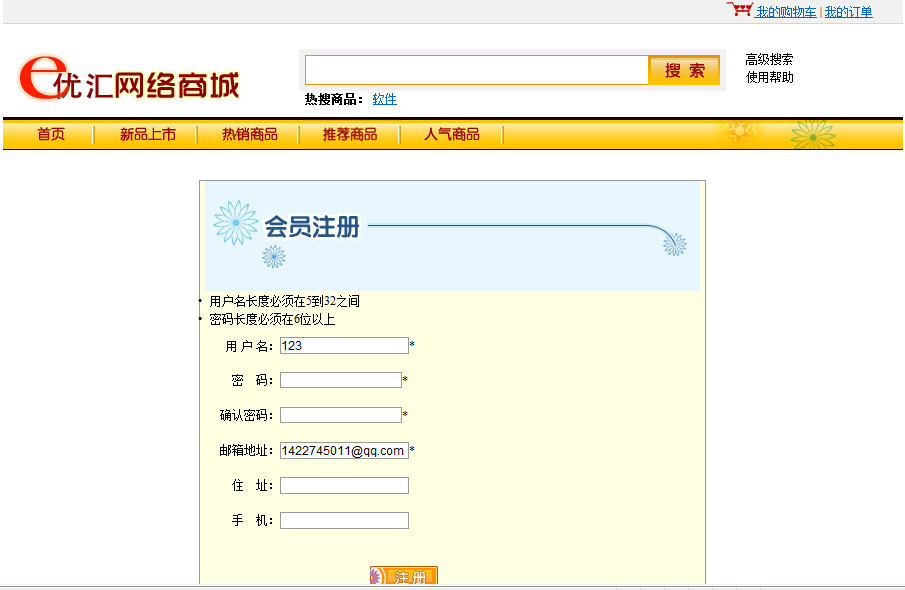 我的购物车 | 我的订单
e优汇网络商城
搜 索
高级搜索
使用帮助
热搜商品： 软件
首页 新品上市 热销商品 推荐商品 人气商品
会员注册
• 用户名长度必须在5到32之间
• 密码长度必须在6位以上
用 户 名： 123 *
密 码： *
确认密码： *
邮箱地址： 1422745011@qq.com *
住 址：
手 机：
注 册